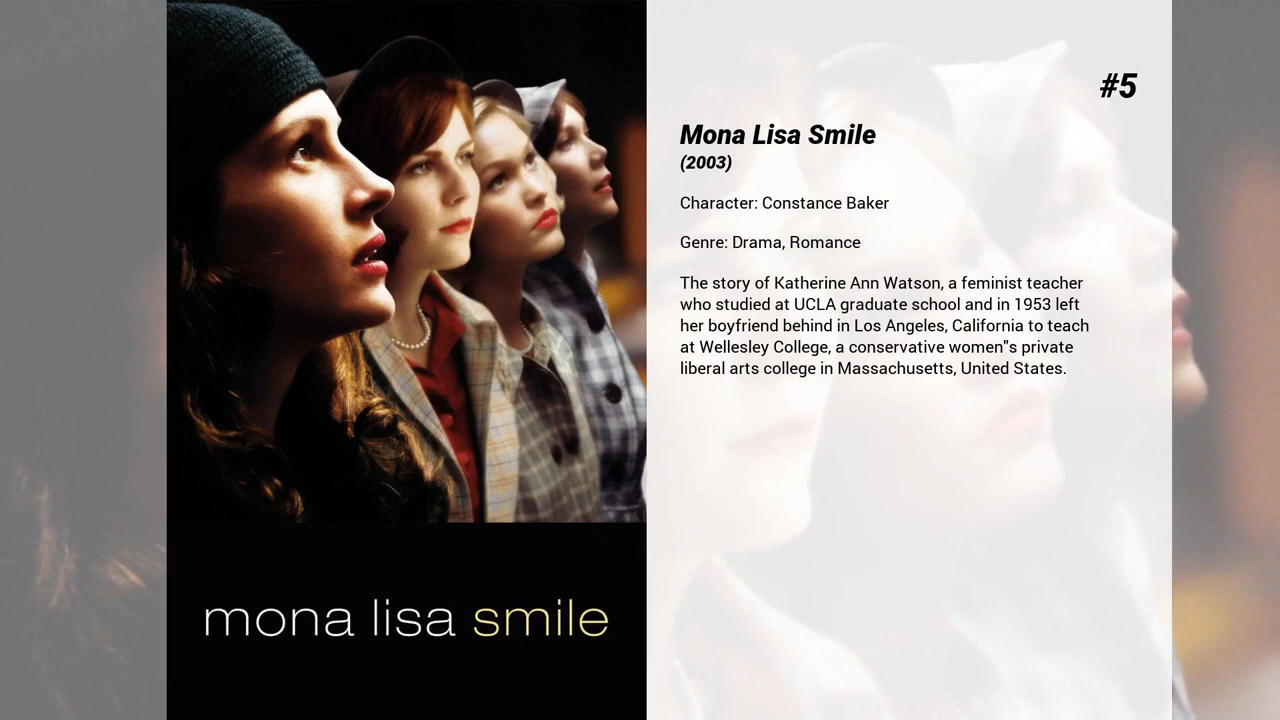 #5
Mona Lisa Smile
(2003)
Character: Constance Baker
Genre: Drama, Romance
The story of Katherine Ann Watson, a feminist teacher
who studied at UCLA graduate school and in 1953 left
her boyfriend behind in Los Angeles, California to teach
at Wellesley College, a conservative women"s private
liberal arts college in Massachusetts, United States.
mona lisa smile